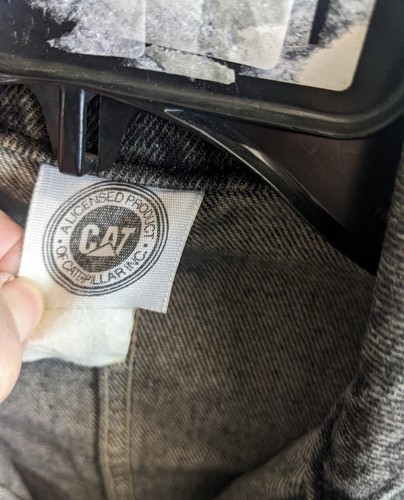 A LICENSED PRODUCT
CAT
OF CATERPILLAR INC.